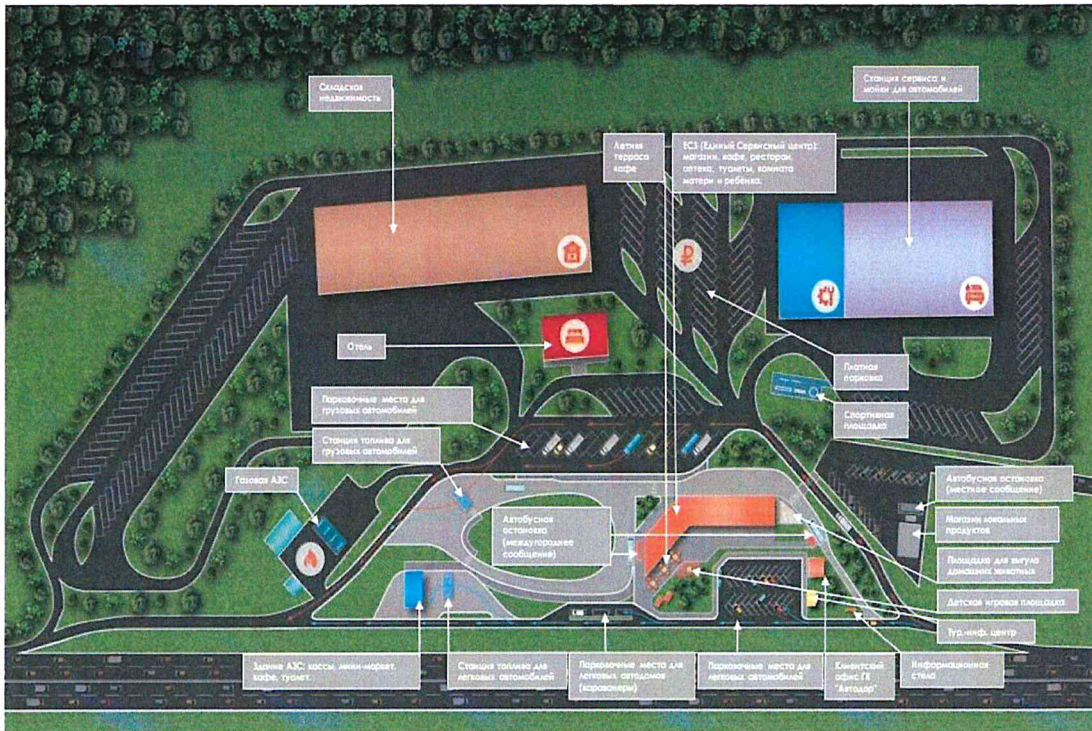 Складская
недвижимость
Станция сервиса и
мойки для автомобилей
Летняя
терраса
кафе
ЕСЗ (Единый Сервисный центр):
магазин, кафе, ресторан,
аптека, туалеты, комната
матери и ребёнка.
Отель
Платная
парковка
Парковочные места для
грузовых автомобилей
Спортивная
площадка
Станция топлива для
грузовых автомобилей
Газовая АЗС
Автобусная
остановка
(междугороднее
сообщение)
Автобусная остановка
(местное сообщение)
Магазин локальных
продуктов
Площадка для выгула
домашних животных
Детская игровая площадка
Тур.-инф. центр
Здание АЗС: кассы, мини-маркет,
кафе, туалет.
Станция топлива для
легковых автомобилей
Парковочные места для
легковых автодомов
(караванеры)
Парковочные места для
легковых автомобилей
Клиентский
офис ГК
"Автодор"
Информационная
стела